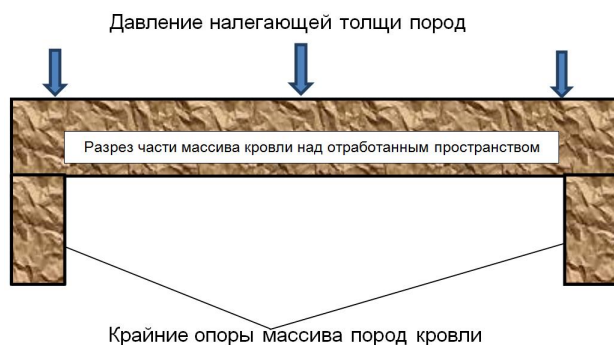 Давление налегающей толщи пород
Разрез части массива кровли над отработанным пространством
Крайние опоры массива пород кровли